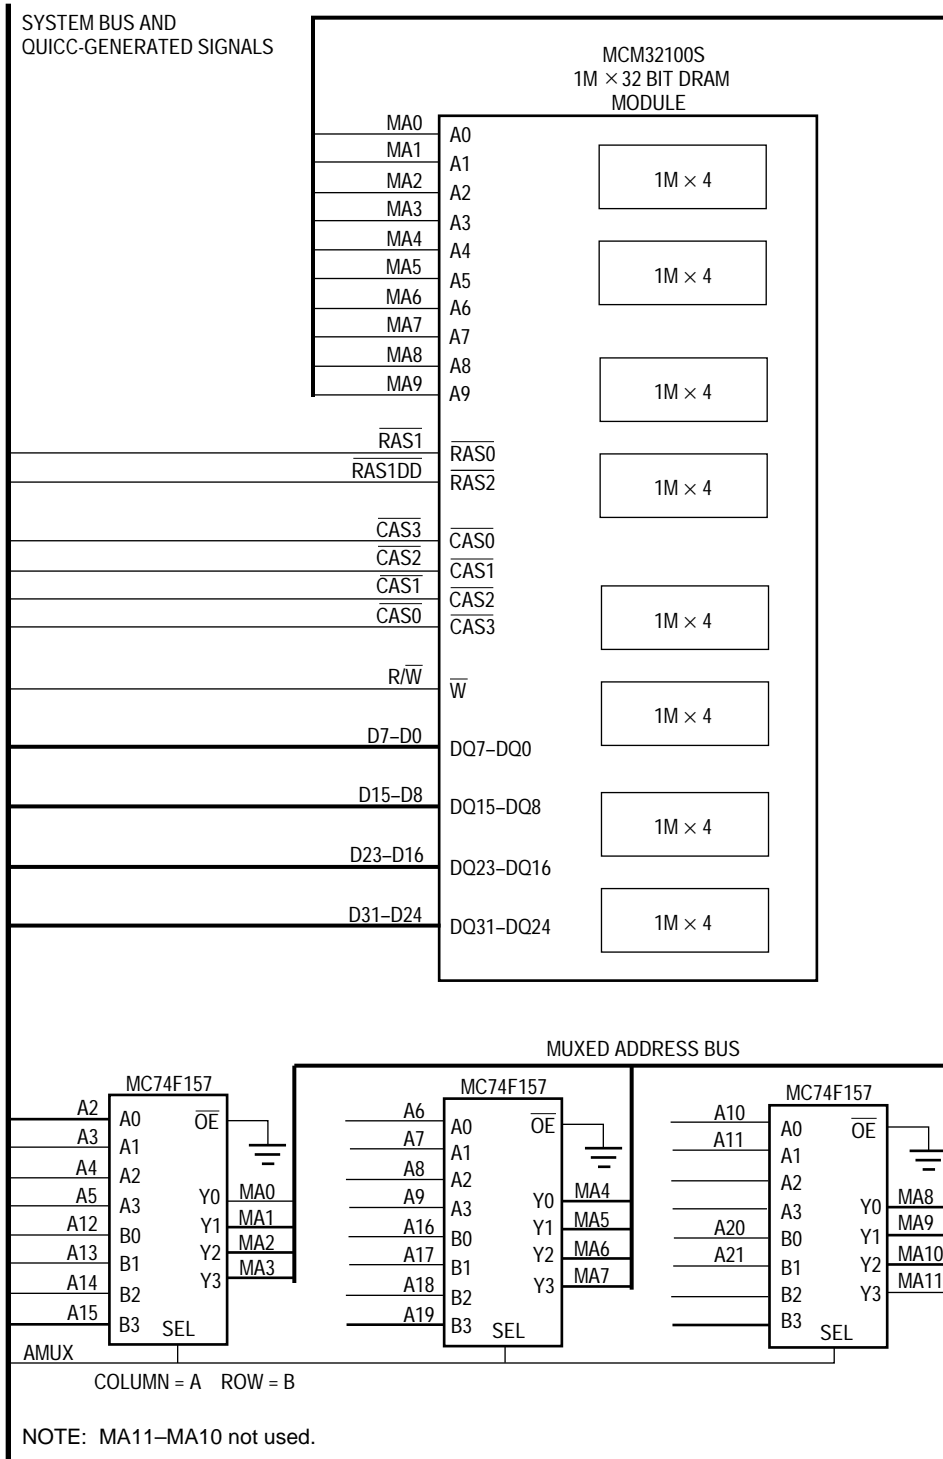 SYSTEM BUS AND
QUICC-GENERATED SIGNALS
MCM32100S
1M × 32 BIT DRAM
MODULE
MA0
A0
MA1
A1
MA2
A2
MA3
A3
MA4
A4
MA5
A5
MA6
A6
MA7
A7
MA8
A8
MA9
A9
1M × 4
1M × 4
1M × 4
1M × 4
1M × 4
1M × 4
1M × 4
1M × 4
RAS1
RAS0
RAS1DD
RAS2
CAS3
CAS0
CAS2
CAS1
CAS1
CAS2
CAS0
CAS3
R/W
W
D7–D0
DQ7–DQ0
D15–D8
DQ15–DQ8
D23–D16
DQ23–DQ16
D31–D24
DQ31–DQ24
MUXED ADDRESS BUS
MC74F157
A2
A0
OE
A3
A1
A4
A2
A5
A3
Y0
MA0
A12
B0
Y1
MA1
A13
B1
Y2
MA2
A14
B2
Y3
MA3
A15
B3
SEL
MC74F157
A6
A0
OE
A7
A1
A8
A2
A9
A3
Y0
MA4
A16
B0
Y1
MA5
A17
B1
Y2
MA6
A18
B2
Y3
MA7
A19
B3
SEL
MC74F157
A10
A0
OE
A11
A1
A2
A3
Y0
MA8
A20
B0
Y1
MA9
A21
B1
Y2
MA10
B2
Y3
MA11
B3
SEL
AMUX
COLUMN = A ROW = B
NOTE: MA11–MA10 not used.